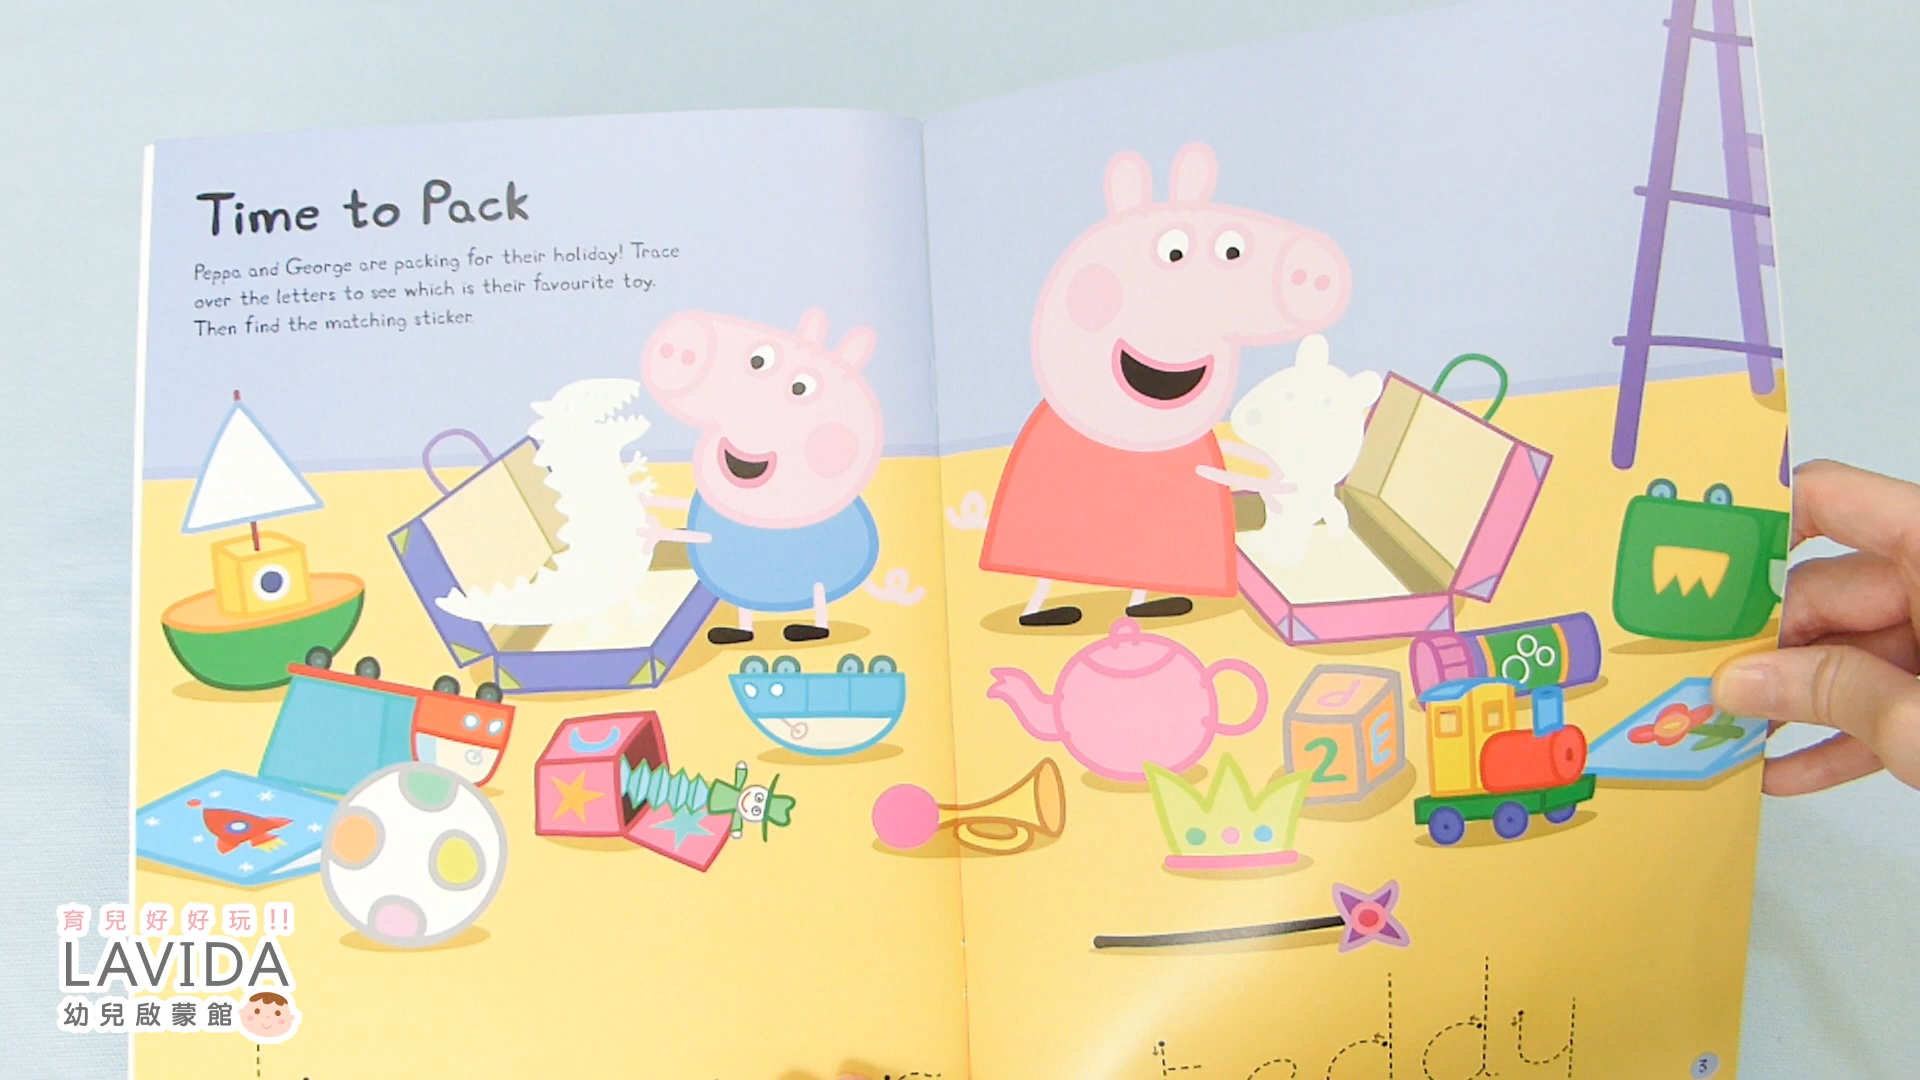 Time to Pack
Peppa and George are packing for their holiday! Trace
over the letters to see which is their favourite toy.
Then find the matching sticker.
2
E
teddy
3
育兒好好玩!!
LAVIDA
幼兒啟蒙館